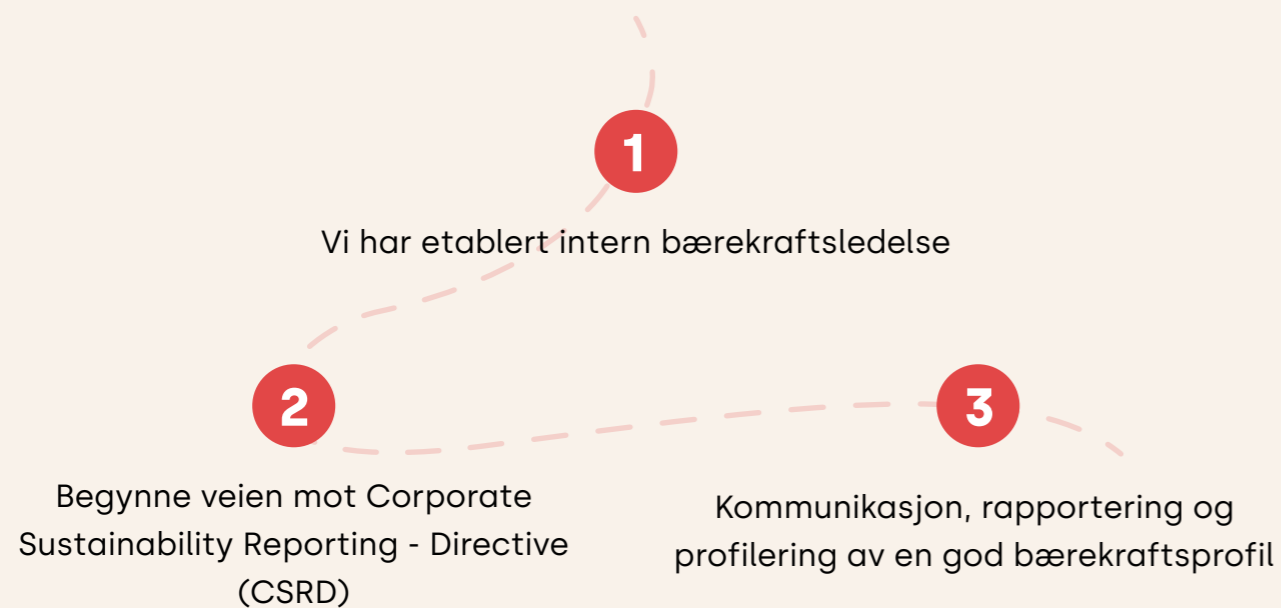 1
Vi har etablert intern bærekraftsledelse
2
Begynne veien mot Corporate
Sustainability Reporting - Directive
(CSRD)
3
Kommunikasjon, rapportering og
profilering av en god bærekraftsprofil